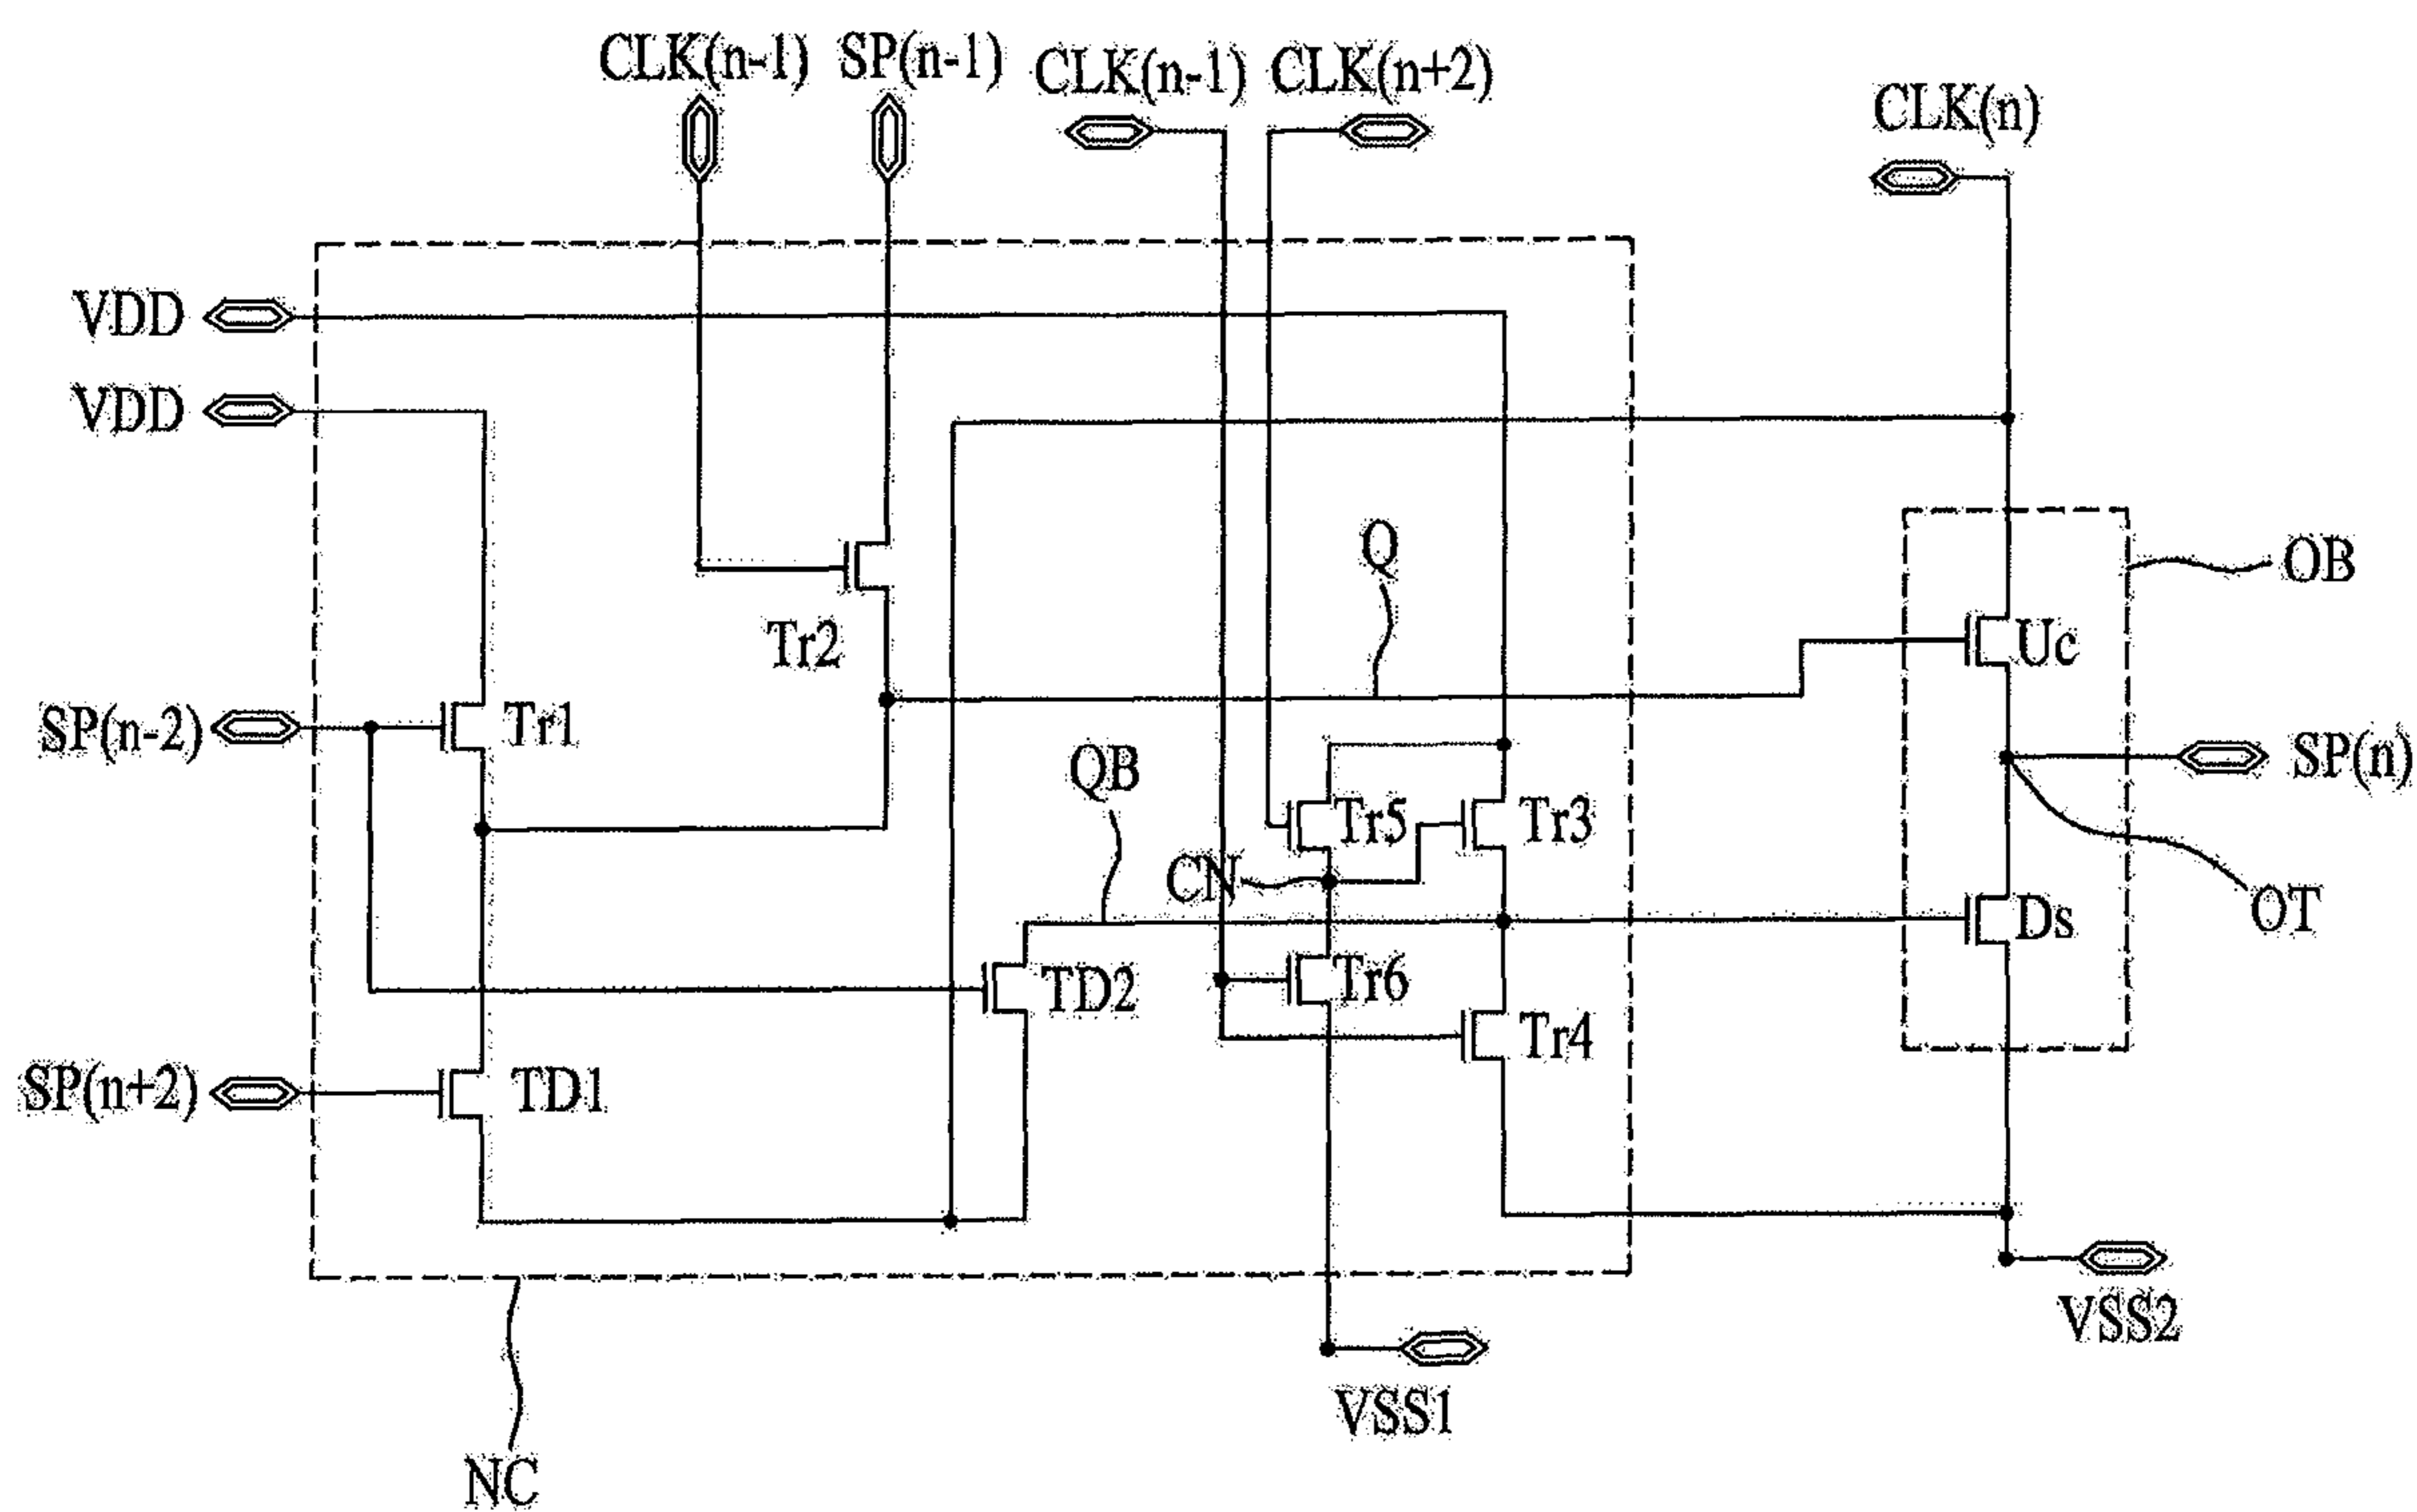 CLK(n-1)
SP(n-1)
CLK(n-1)
CLK(n+2)
CLK(n)
VDD
VDD
Q
OB
Tr2
Uc
SP(n-2)
Tr1
QB
SP(n)
Tr5
Tr3
CN
OT
Ds
TD2
Tr6
Tr4
SP(n+2)
TD1
VSS2
VSS1
NC